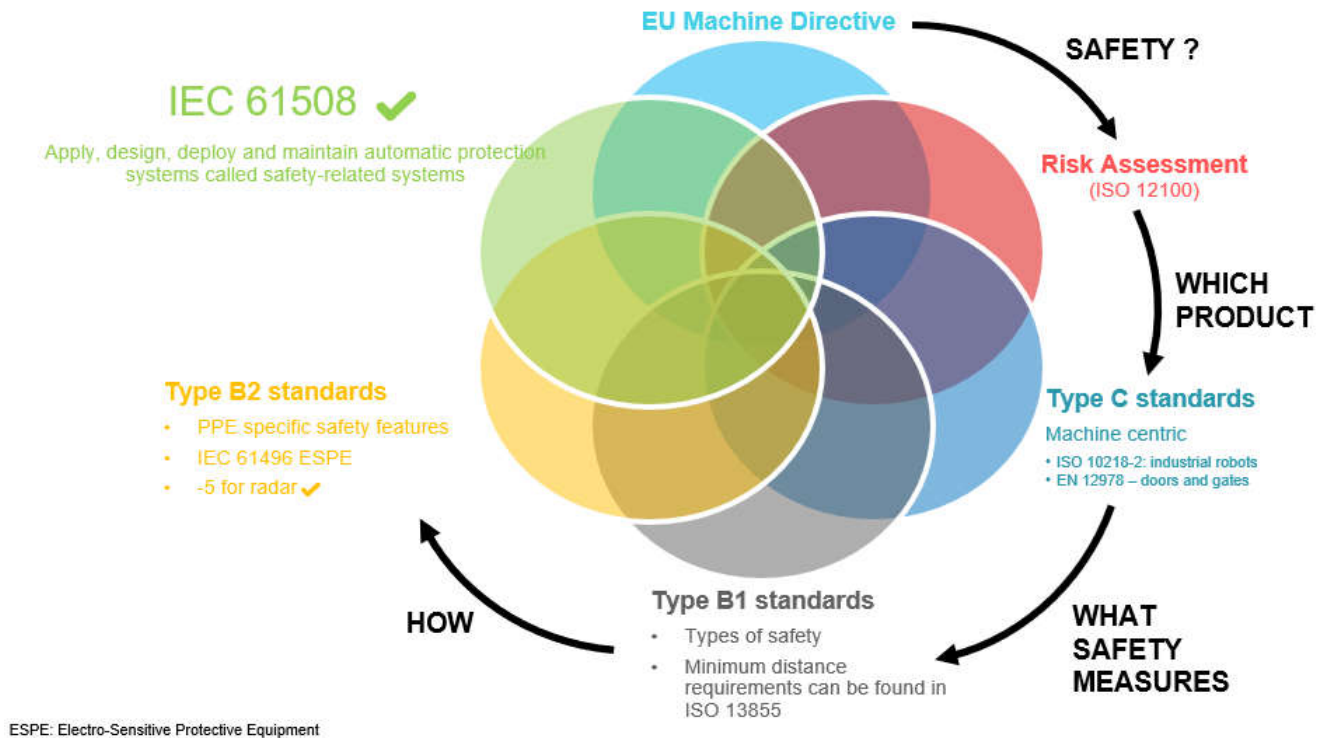 EU Machine Directive
SAFETY ?
IEC 61508 ✔
Apply, design, deploy and maintain automatic protection
systems called safety-related systems
Risk Assessment
(ISO 12100)
WHICH
PRODUCT
Type B2 standards
• PPE specific safety features
• IEC 61496 ESPE
• -5 for radar ✔
Type C standards
Machine centric
• ISO 10218-2: industrial robots
• EN 12978 – doors and gates
HOW
Type B1 standards
• Types of safety
• Minimum distance
requirements can be found in
ISO 13855
WHAT
SAFETY
MEASURES
ESPE: Electro-Sensitive Protective Equipment